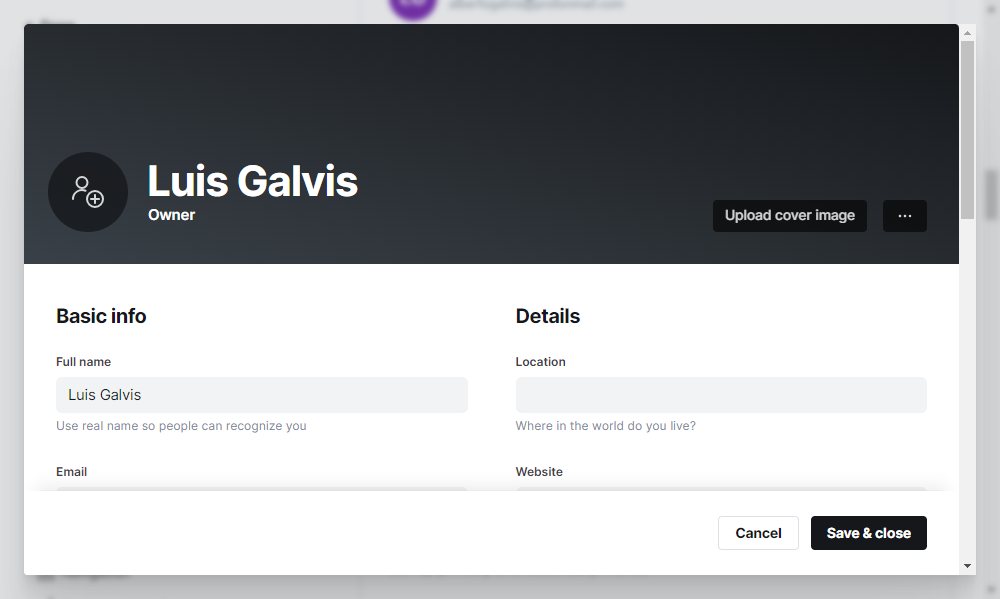 Luis Galvis
Owner
Upload cover image
Basic info
Full name
Luis Galvis
Use real name so people can recognize you
Email
Details
Location
Where in the world do you live?
Website
Cancel
Save & close